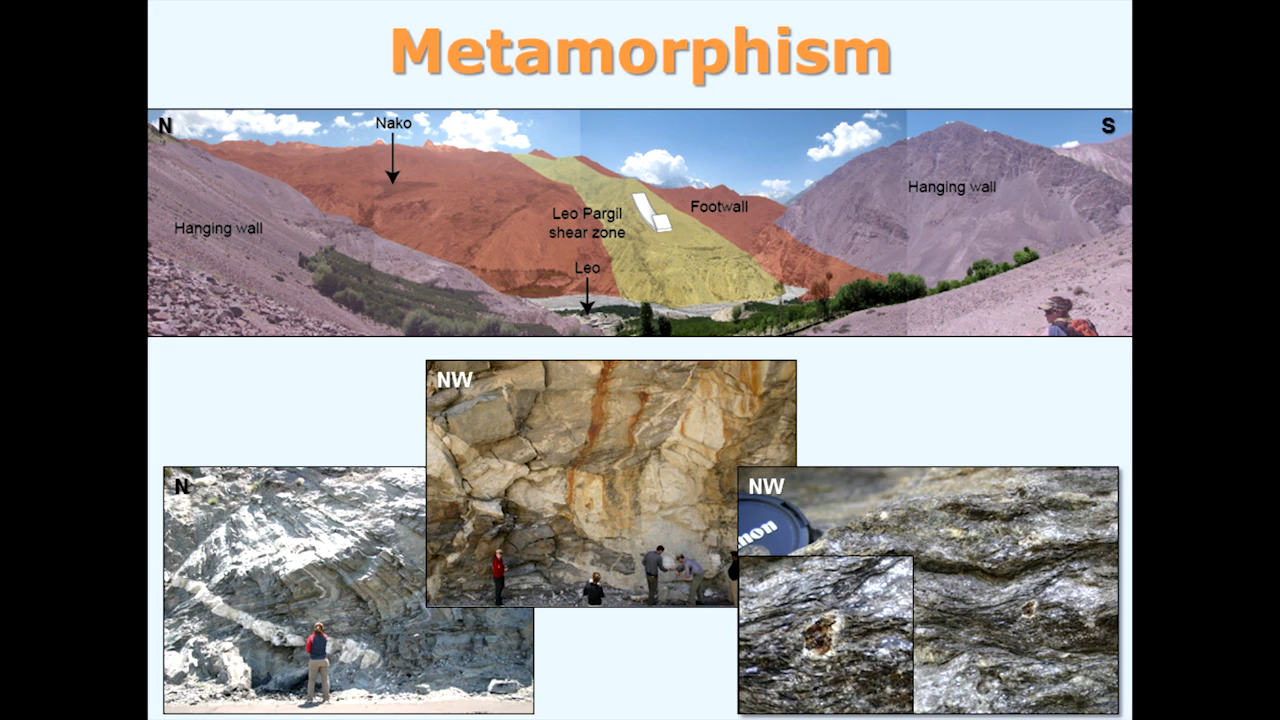 Metamorphism
N
Nako
S
Hanging wall
Hanging wall
Leo Pargil
shear zone
Footwall
Leo
NW
N
NW
non